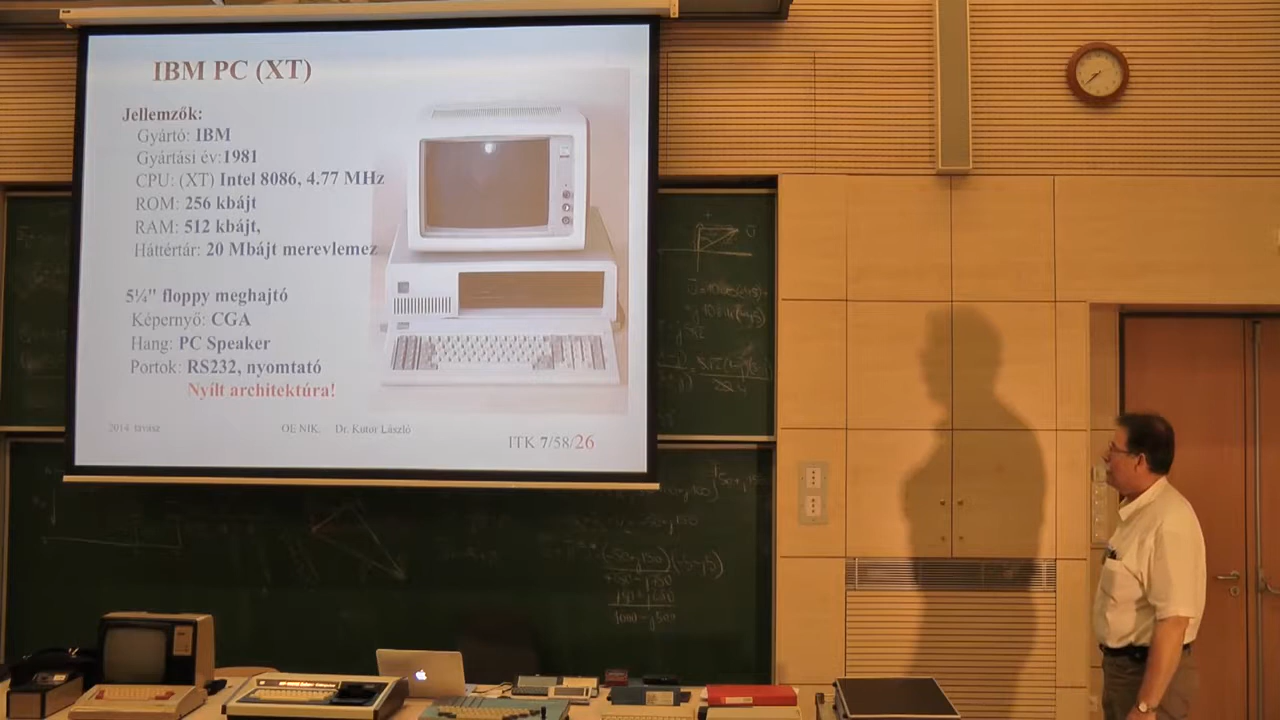 IBM PC (XT)
Jellemzők:
Gyártó: IBM
Gyártási év:1981
CPU: (XT) Intel 8086, 4.77 MHz
ROM: 256 kbájt
RAM: 512 kbájt,
Háttértár: 20 Mbájt merevlemez
5¼" floppy meghajtó
Képernyő: CGA
Hang: PC Speaker
Portok: RS232, nyomtató
Nyílt architektúra!
2014 tavasz OE NIK. Dr. Kutor László ITK 7/58/26